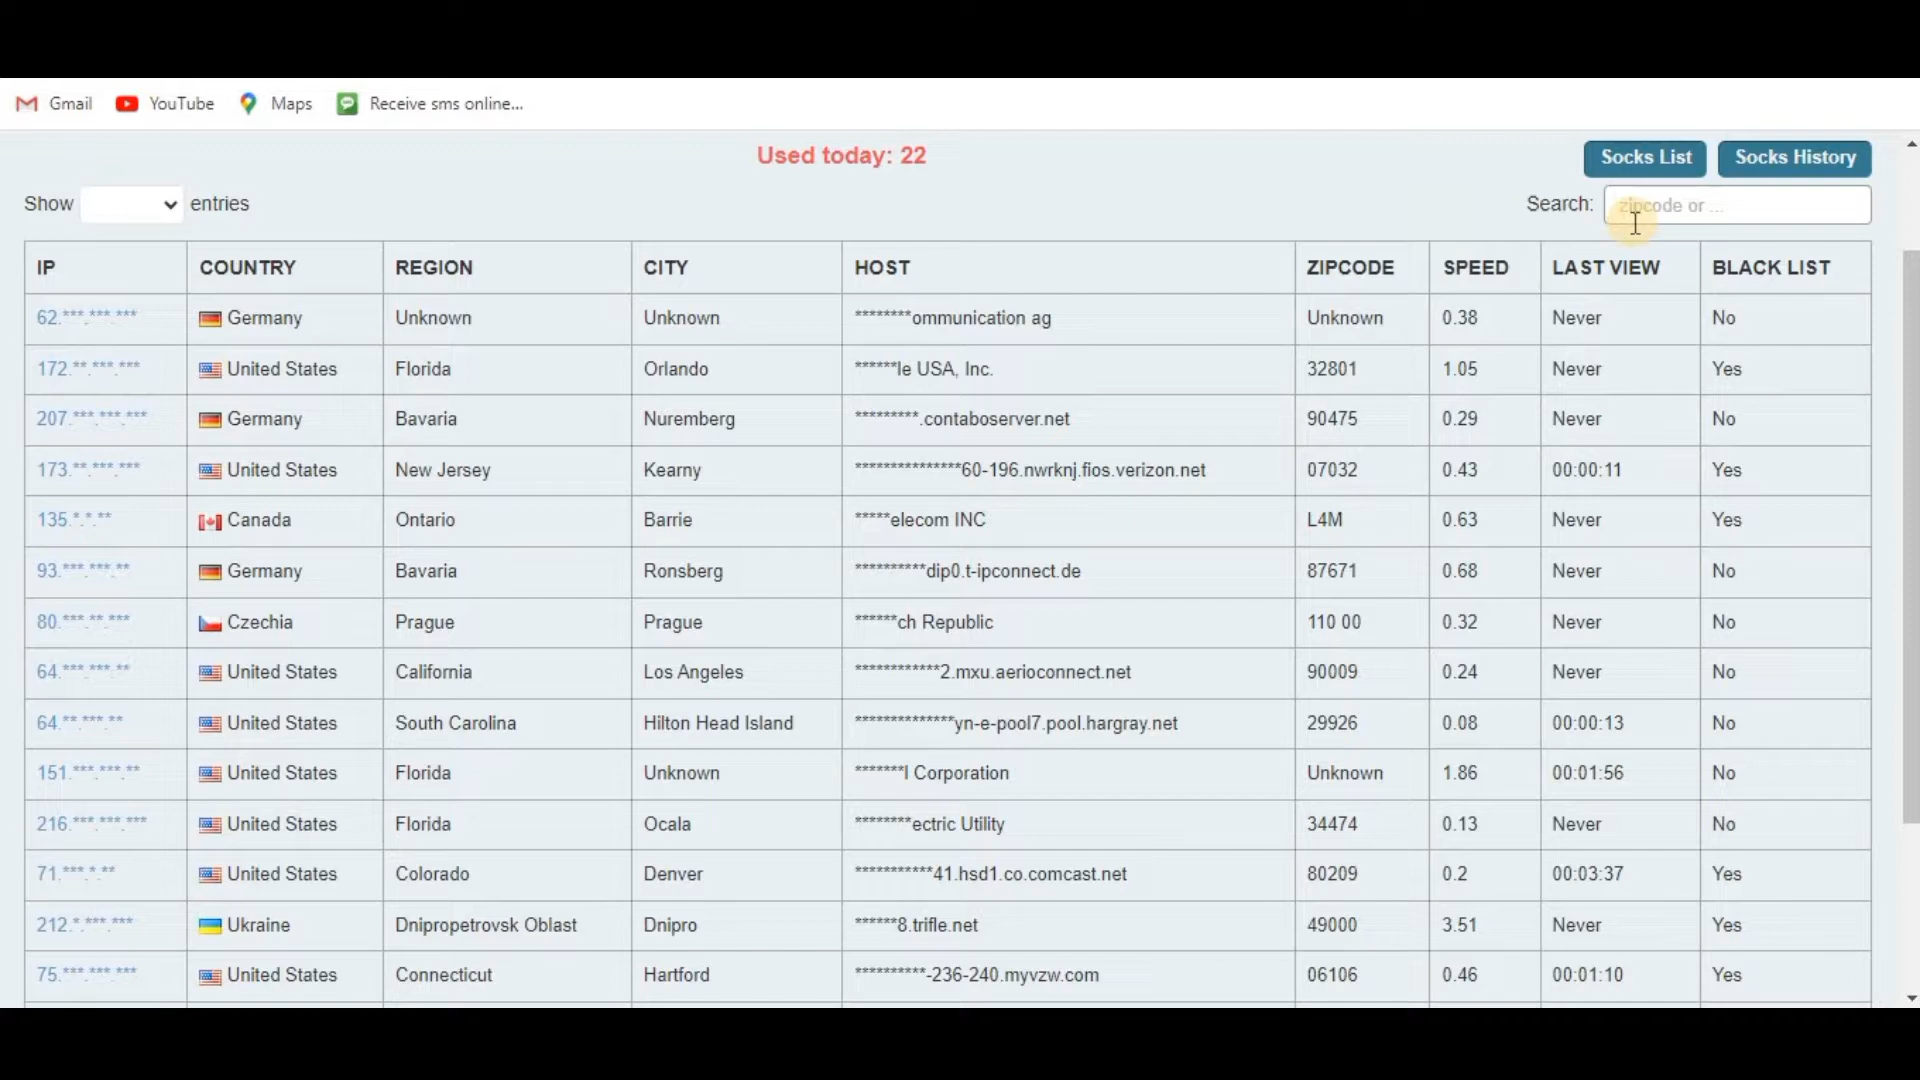 Gmail YouTube Maps Receive sms online...
Used today: 22
Socks List Socks History
Show entries
Search: zipcode or ...
IP COUNTRY REGION CITY HOST ZIPCODE SPEED LAST VIEW BLACK LIST
62.***.***.*** Germany Unknown Unknown ********ommunication ag Unknown 0.38 Never No
172.**.***.*** United States Florida Orlando ******le USA, Inc. 32801 1.05 Never Yes
207.***.***.*** Germany Bavaria Nuremberg *********.contaboserver.net 90475 0.29 Never No
173.**.***.*** United States New Jersey Kearny ***************60-196.nwrknj.fios.verizon.net 07032 0.43 00:00:11 Yes
135.*.*.** Canada Ontario Barrie *****elecom INC L4M 0.63 Never Yes
93.***.***.** Germany Bavaria Ronsberg **********dip0.t-ipconnect.de 87671 0.68 Never No
80.***.**.*** Czechia Prague Prague ******ch Republic 110 00 0.32 Never No
64.***.***.** United States California Los Angeles ************2.mxu.aerioconnect.net 90009 0.24 Never No
64.**.***.** United States South Carolina Hilton Head Island **************yn-e-pool7.pool.hargray.net 29926 0.08 00:00:13 No
151.***.***.** United States Florida Unknown *******l Corporation Unknown 1.86 00:01:56 No
216.***.***.*** United States Florida Ocala ********ectric Utility 34474 0.13 Never No
71.***.*.** United States Colorado Denver ***********41.hsd1.co.comcast.net 80209 0.2 00:03:37 Yes
212.*.***.*** Ukraine Dnipropetrovsk Oblast Dnipro ******8.trifle.net 49000 3.51 Never Yes
75.***.***.*** United States Connecticut Hartford **********-236-240.myvzw.com 06106 0.46 00:01:10 Yes